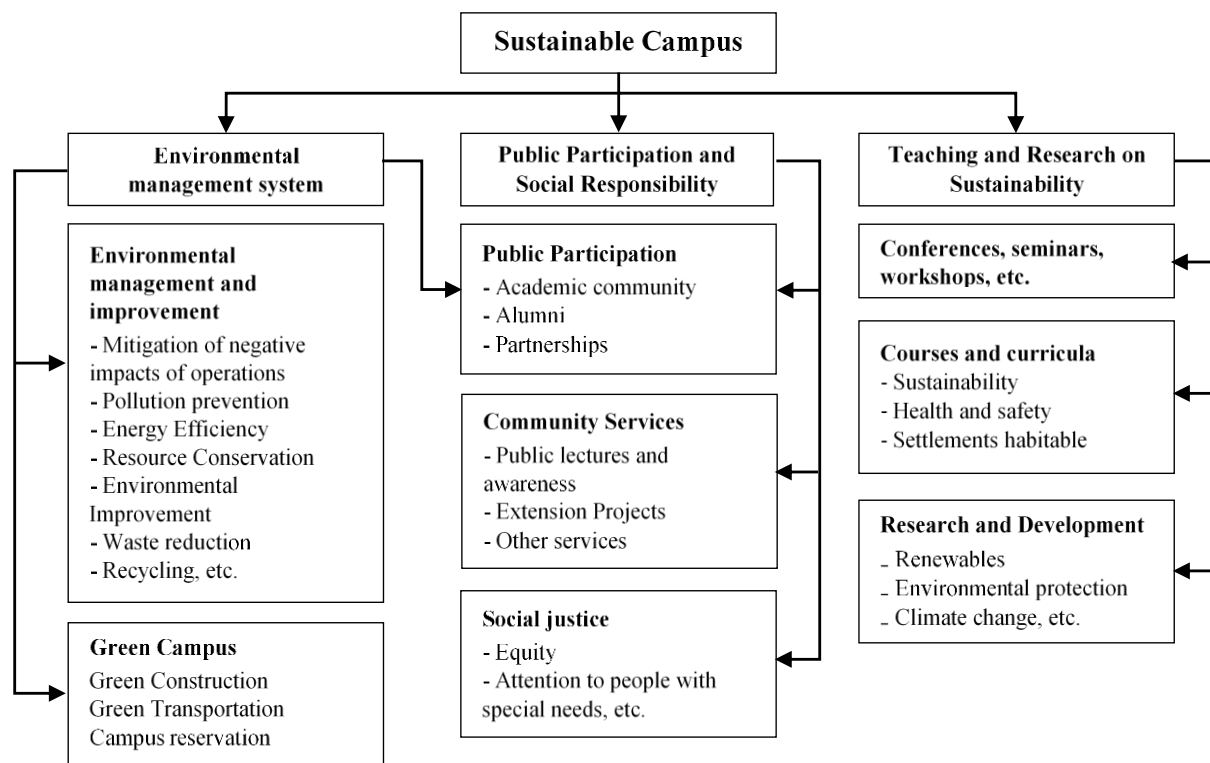 Sustainable Campus
Environmental
management system
Public Participation and
Social Responsibility
Teaching and Research on
Sustainability
Environmental
management and
improvement
- Mitigation of negative
impacts of operations
- Pollution prevention
- Energy Efficiency
- Resource Conservation
- Environmental
Improvement
- Waste reduction
- Recycling, etc.
Green Campus
Green Construction
Green Transportation
Campus reservation
Public Participation
- Academic community
- Alumni
- Partnerships
Community Services
- Public lectures and
awareness
- Extension Projects
- Other services
Social justice
- Equity
- Attention to people with
special needs, etc.
Conferences, seminars,
workshops, etc.
Courses and curricula
- Sustainability
- Health and safety
- Settlements habitable
Research and Development
- Renewables
- Environmental protection
- Climate change, etc.